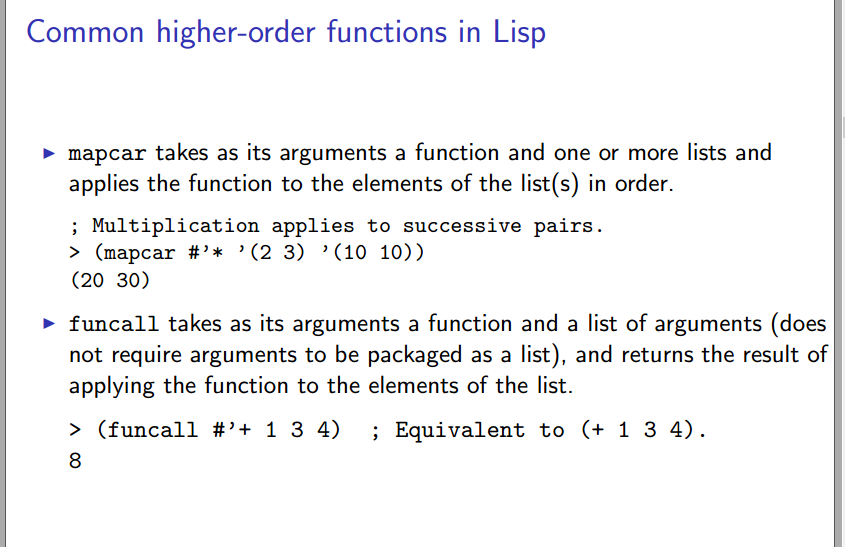 Common higher-order functions in Lisp
▶ mapcar takes as its arguments a function and one or more lists and
applies the function to the elements of the list(s) in order.
; Multiplication applies to successive pairs.
> (mapcar #’* ’(2 3) ’(10 10))
(20 30)
▶ funcall takes as its arguments a function and a list of arguments (does
not require arguments to be packaged as a list), and returns the result of
applying the function to the elements of the list.
> (funcall #’+ 1 3 4) ; Equivalent to (+ 1 3 4).
8